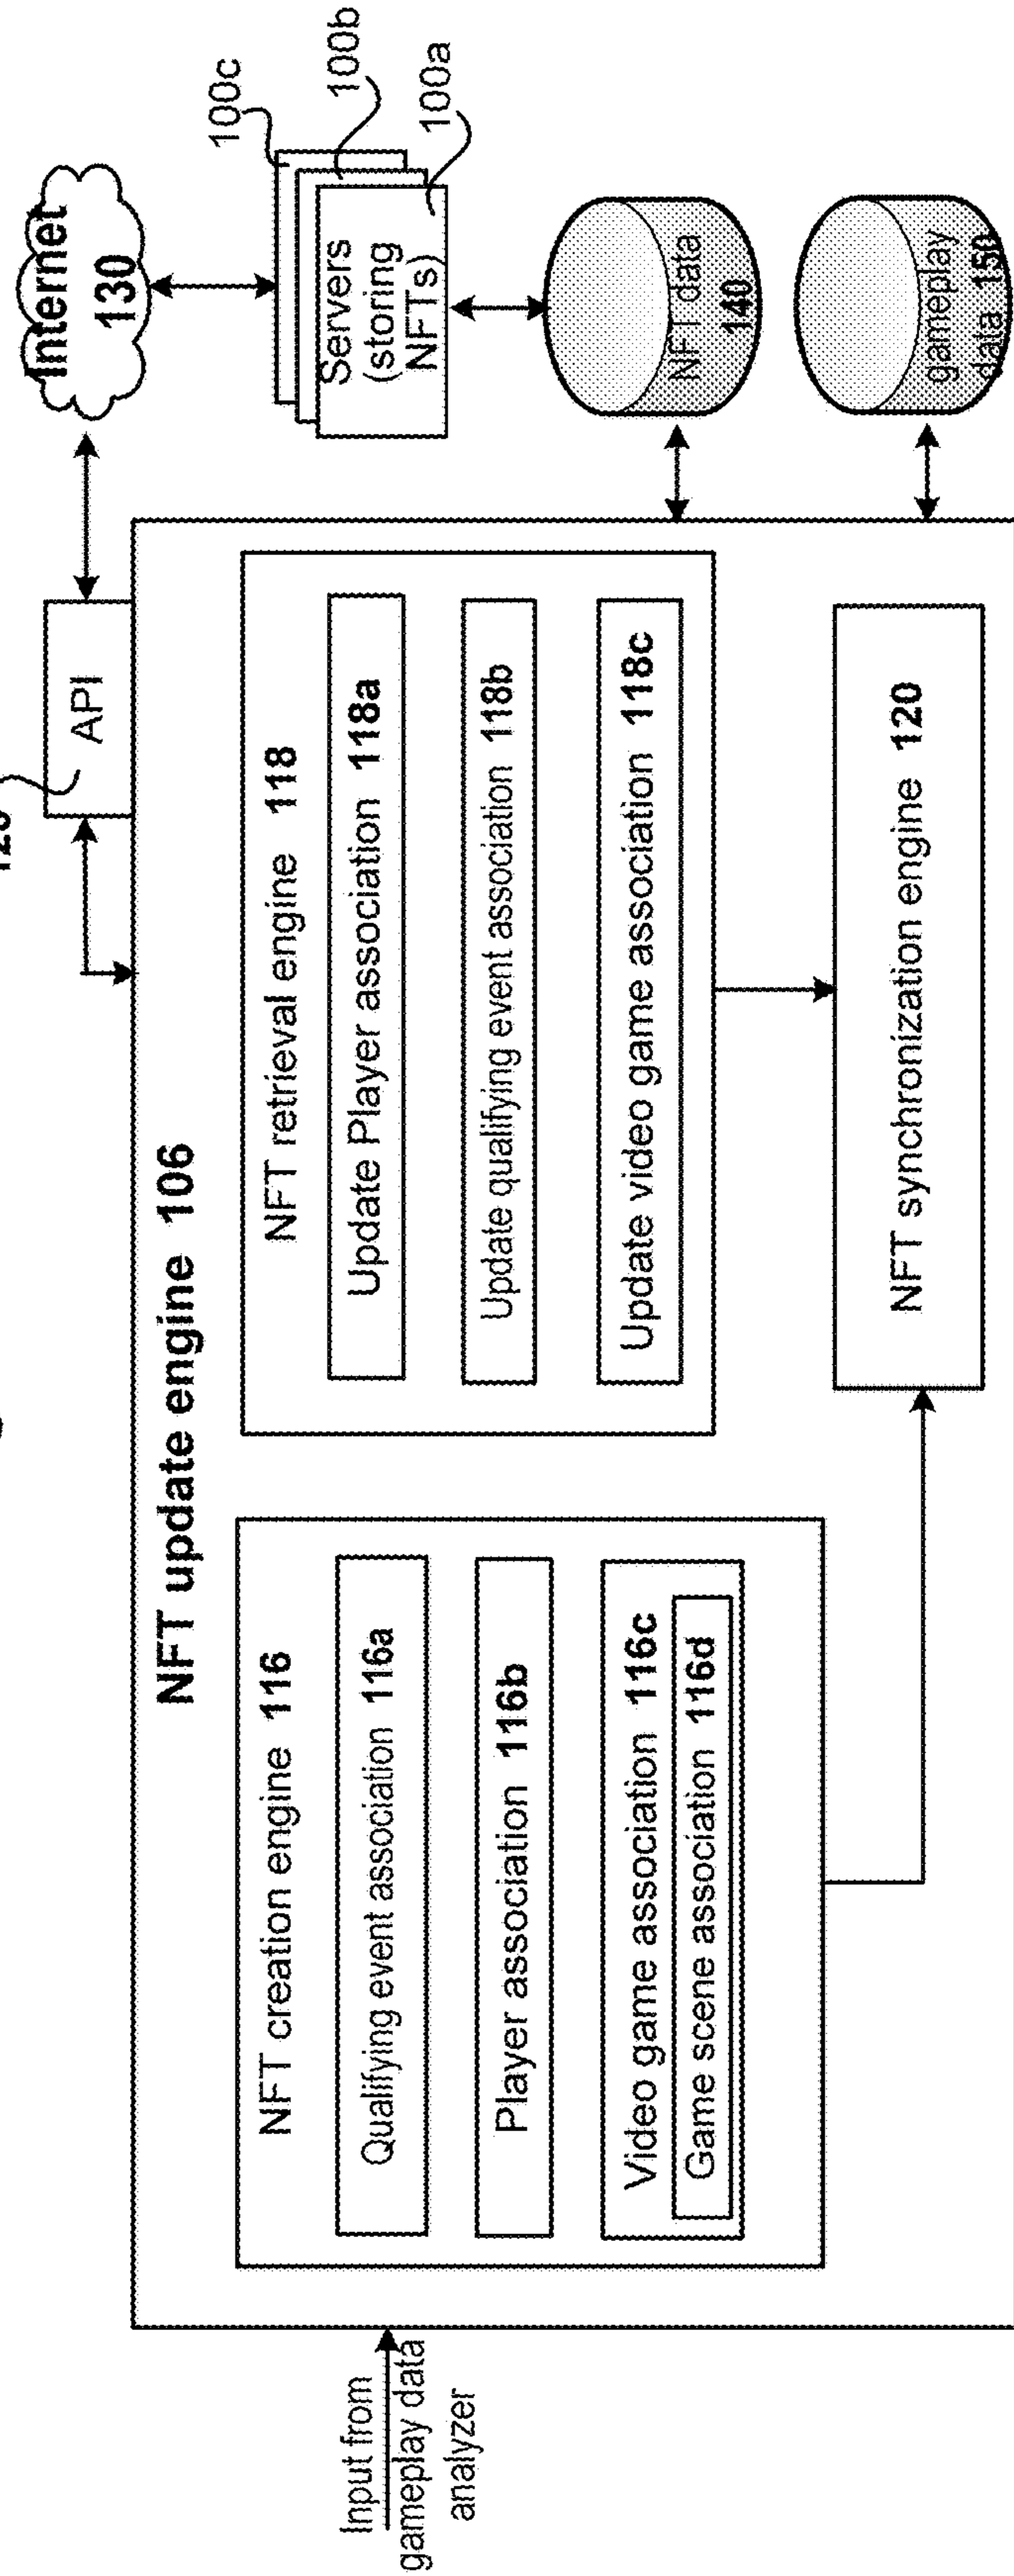 NFT update engine 106
Input from
gameplay data
analyzer
NFT creation engine 116
Qualifying event association 116a
Player association 116b
Video game association 116c
Game scene association 116d
NFT retrieval engine 118
Update Player association 118a
Update qualifying event association 118b
Update video game association 118c
NFT synchronization engine 120
API
Internet
130
100c
100b
100a
Servers
(storing
NFTs)
NFT data
140
gameplay
data 150